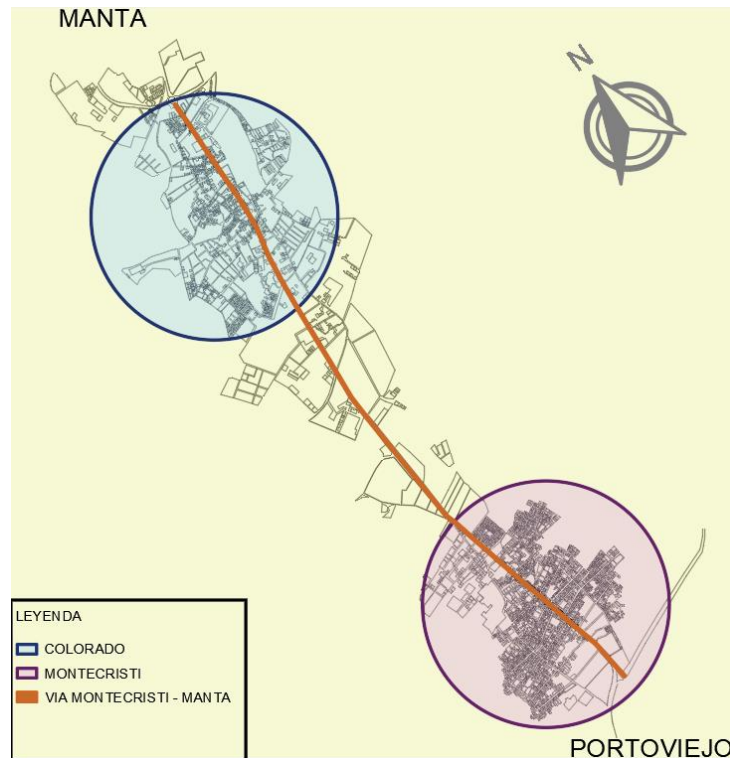 MANTA
N
LEYENDA
COLORADO
MONTECRISTI
VIA MONTECRISTI - MANTA
PORTOVIEJO